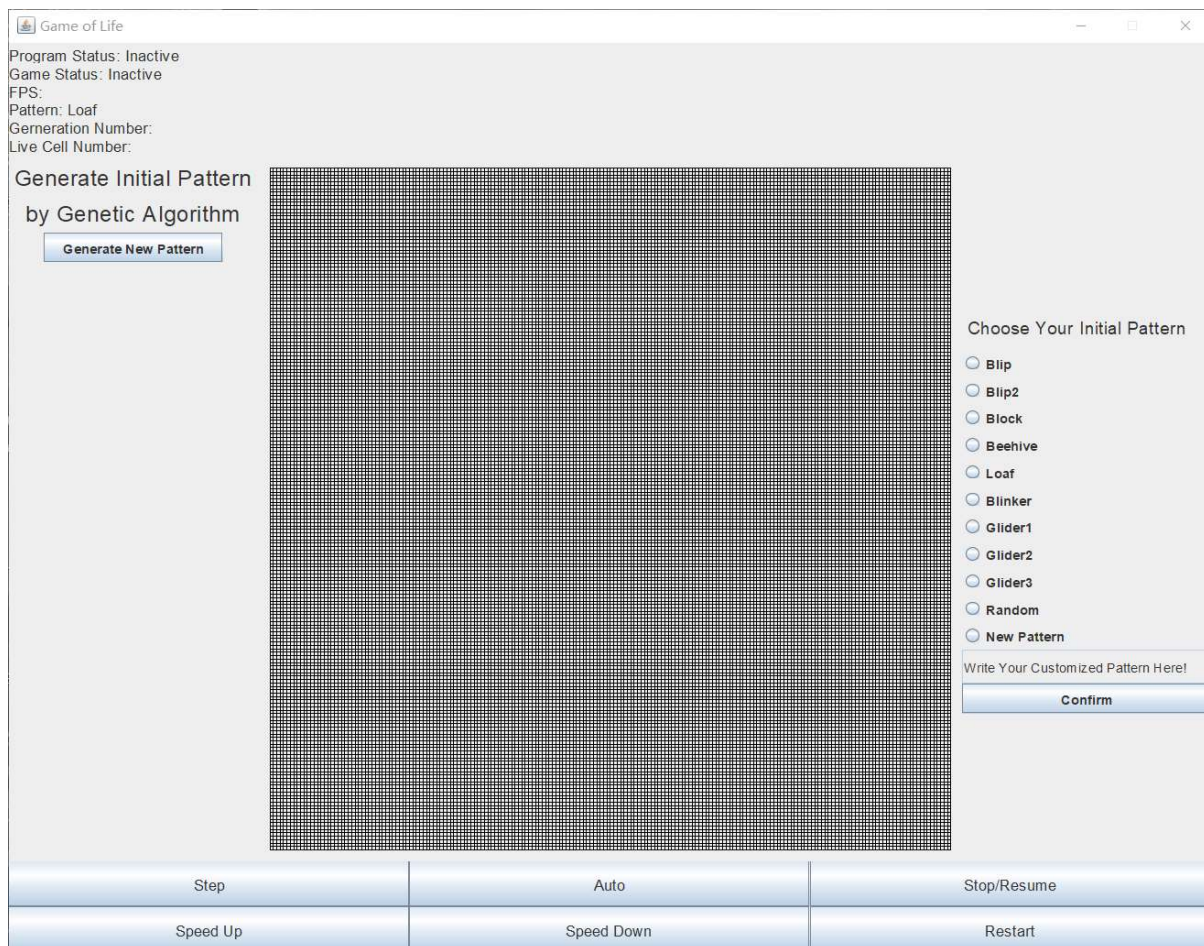 Game of Life
Program Status: Inactive
Game Status: Inactive
FPS:
Pattern: Loaf
Gerneration Number:
Live Cell Number:
Generate Initial Pattern
by Genetic Algorithm
Generate New Pattern
Choose Your Initial Pattern
Blip
Blip2
Block
Beehive
Loaf
Blinker
Glider1
Glider2
Glider3
Random
New Pattern
Write Your Customized Pattern Here!
Confirm
Step
Auto
Stop/Resume
Speed Up
Speed Down
Restart